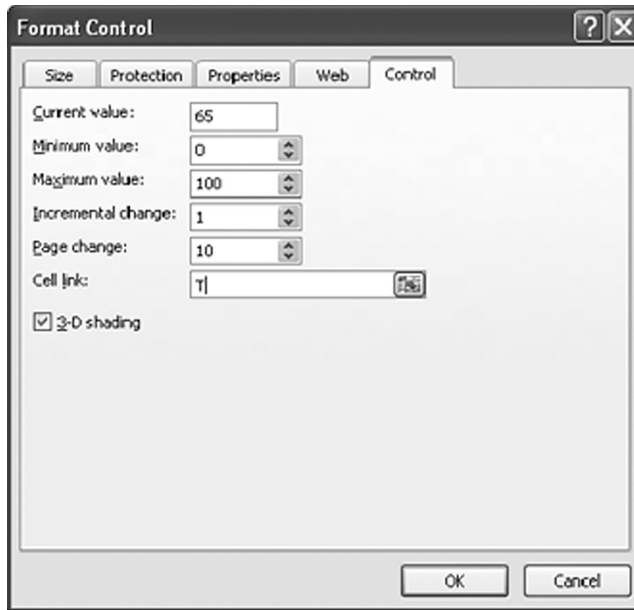 Format Control
Size Protection Properties Web Control
Current value: 65
Minimum value: 0
Maximum value: 100
Incremental change: 1
Page change: 10
Cell link: T
3-D shading
OK Cancel